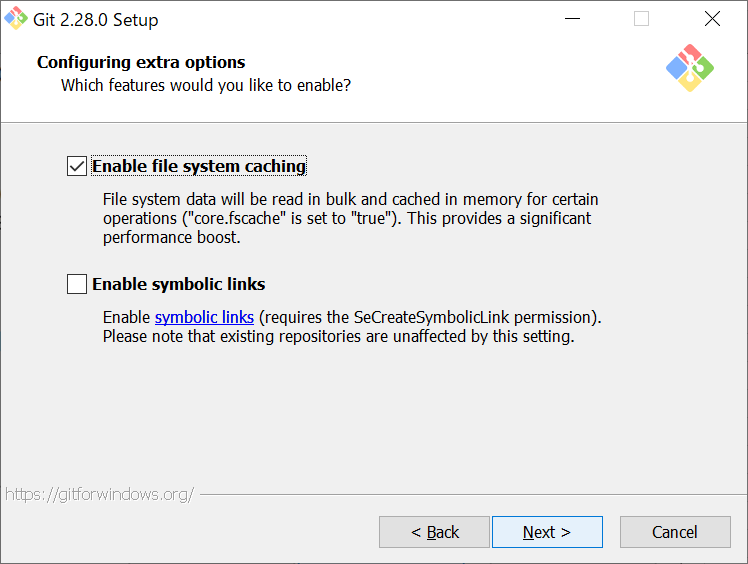 Git 2.28.0 Setup
Configuring extra options
Which features would you like to enable?
Enable file system caching
File system data will be read in bulk and cached in memory for certain
operations ("core.fscache" is set to "true"). This provides a significant
performance boost.
Enable symbolic links
Enable symbolic links (requires the SeCreateSymbolicLink permission).
Please note that existing repositories are unaffected by this setting.
https://gitforwindows.org/
< Back Next > Cancel